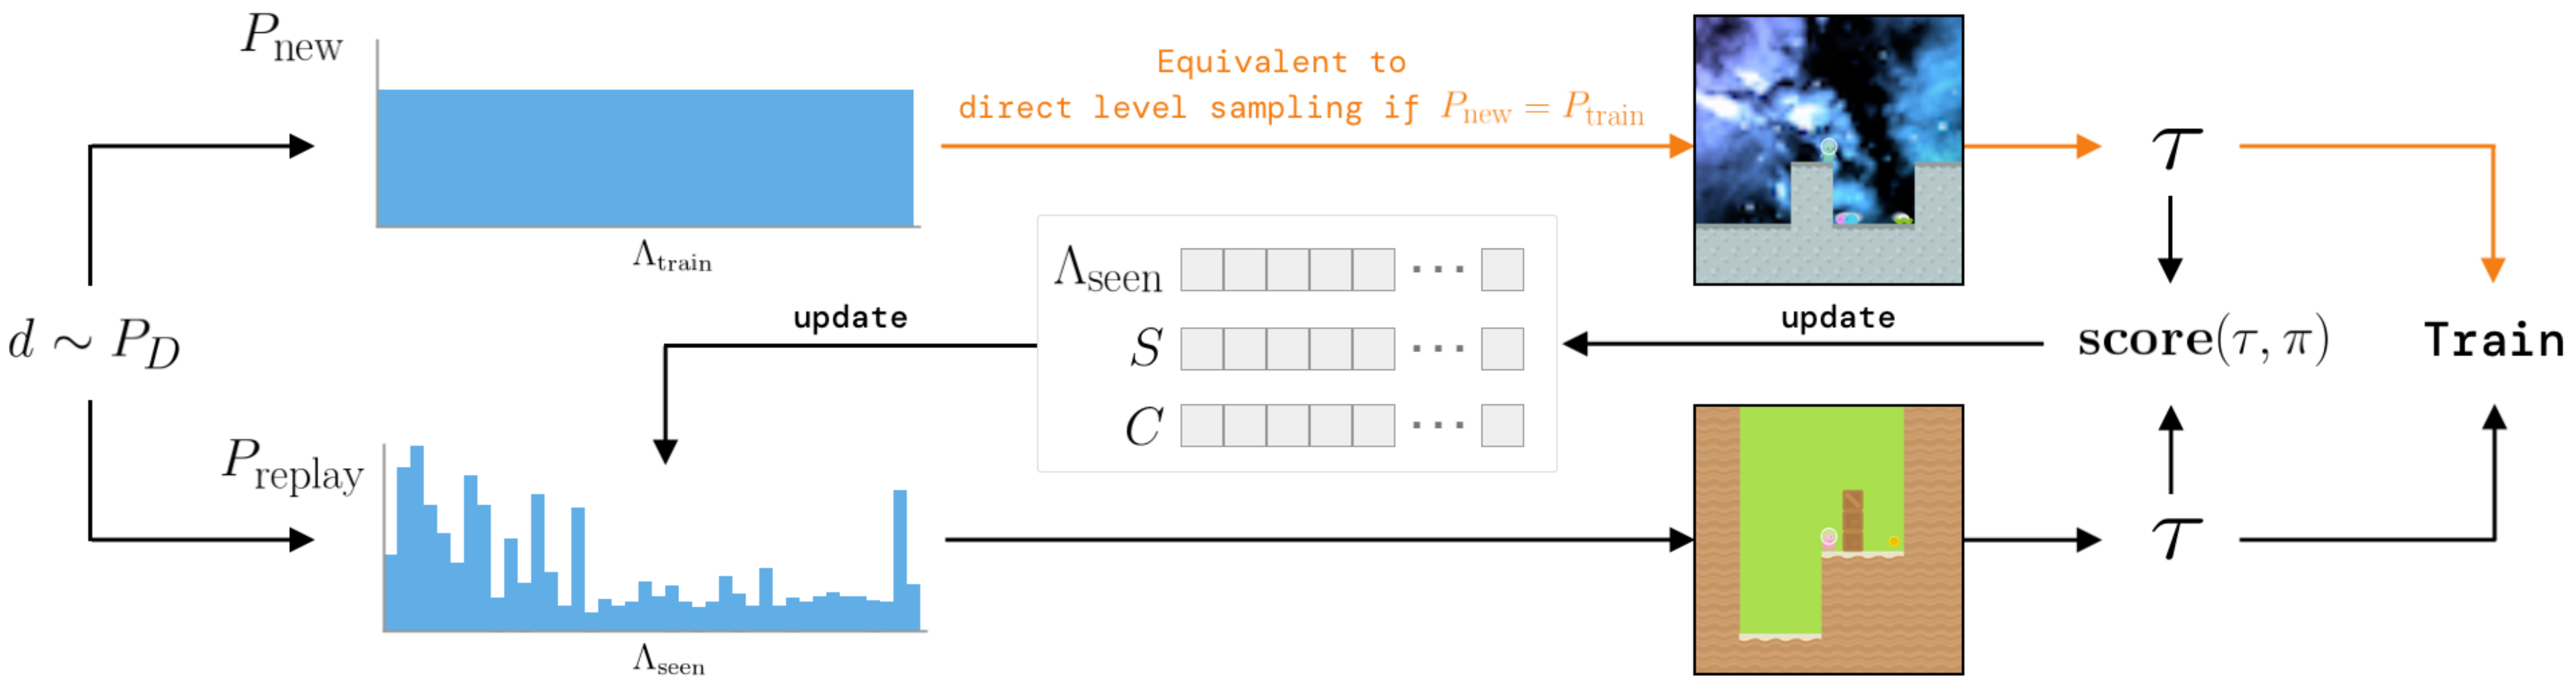 P_new
Equivalent to
direct level sampling if P_new = P_train
τ
Λ_train
Λ_seen
S
C
update
update
d ∼ P_D
score(τ, π)
Train
P_replay
τ
Λ_seen